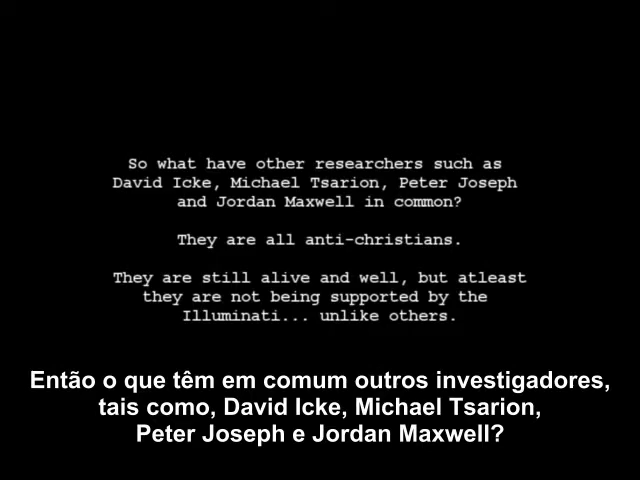 So what have other researchers such as
David Icke, Michael Tsarion, Peter Joseph
and Jordan Maxwell in common?
They are all anti-christians.
They are still alive and well, but atleast
they are not being supported by the
Illuminati... unlike others.
Então o que têm em comum outros investigadores,
tais como, David Icke, Michael Tsarion,
Peter Joseph e Jordan Maxwell?